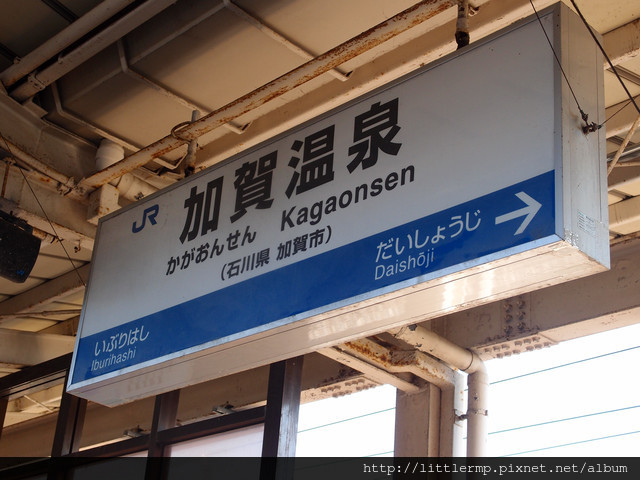 JR 加賀温泉
かがおんせん Kagaonsen
(石川県 加賀市)
だいしょうじ
Daishōji
いぶりはし
Iburihashi
http://littlermp.pixnet.net/album